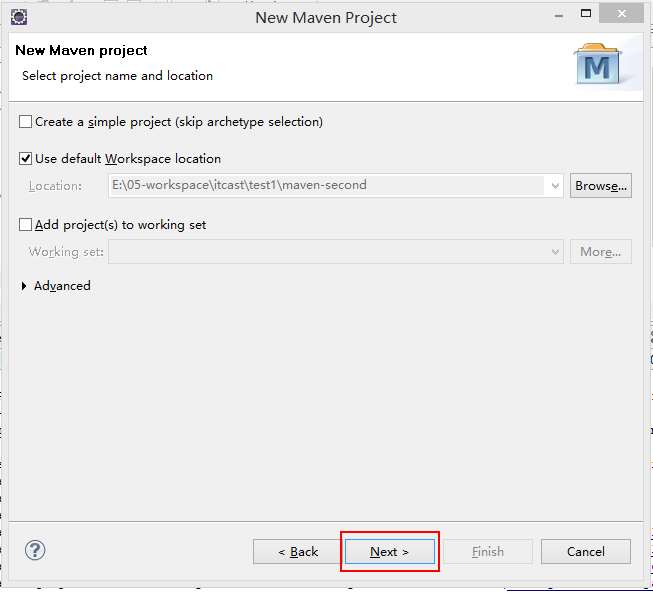 New Maven Project
New Maven project
Select project name and location
M
Create a simple project (skip archetype selection)
Use default Workspace location
Location: E:\05-workspace\itcast\test1\maven-second Browse...
Add project(s) to working set
Working set: More...
Advanced
? < Back Next > Finish Cancel